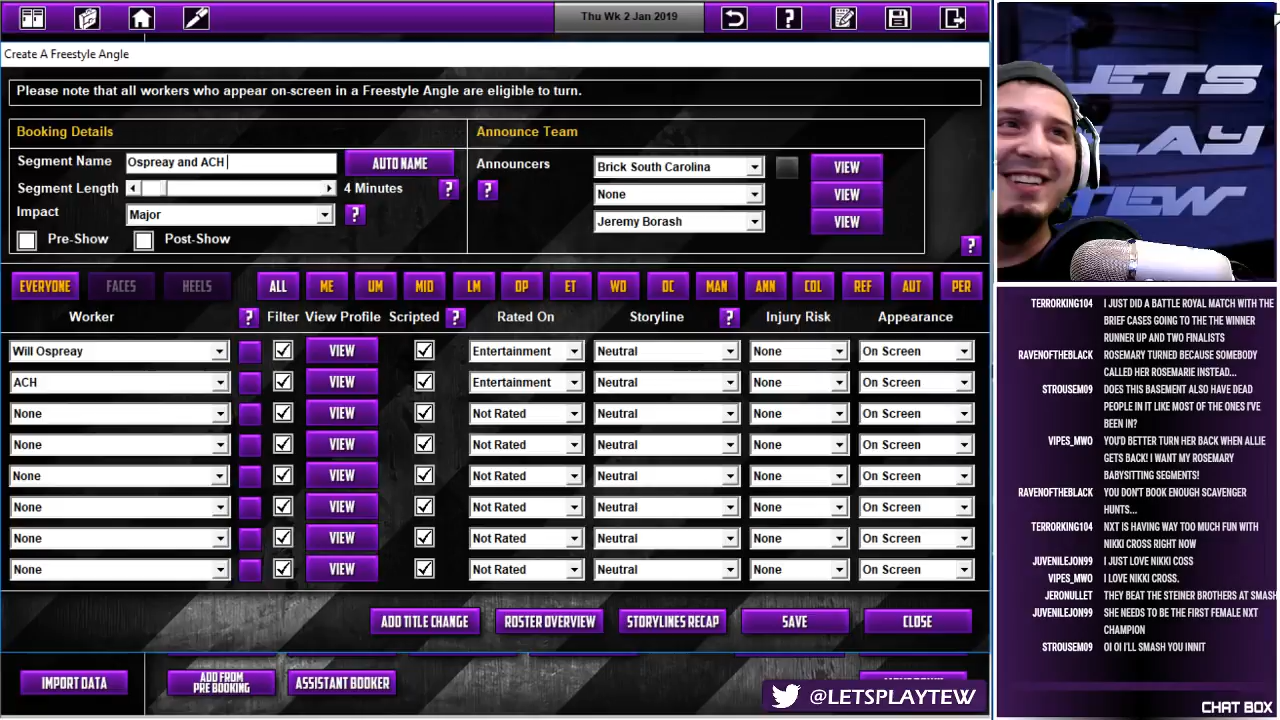 Thu Wk 2 Jan 2019
Create A Freestyle Angle
Please note that all workers who appear on-screen in a Freestyle Angle are eligible to turn.
Booking Details
Announce Team
Segment Name Ospreay and ACH AUTO NAME
Announcers Brick South Carolina VIEW
Segment Length 4 Minutes ? ? None VIEW
Impact Major ? Jeremy Borash VIEW
Pre-Show Post-Show ?
EVERYONE FACES HEELS ALL ME UM MID LM OP ET WO OC MAN ANN COL REF AUT PER
Worker ? Filter View Profile Scripted ? Rated On Storyline ? Injury Risk Appearance
Will Ospreay VIEW Entertainment Neutral None On Screen
ACH VIEW Entertainment Neutral None On Screen
None VIEW Not Rated Neutral None On Screen
None VIEW Not Rated Neutral None On Screen
None VIEW Not Rated Neutral None On Screen
None VIEW Not Rated Neutral None On Screen
None VIEW Not Rated Neutral None On Screen
None VIEW Not Rated Neutral None On Screen
ADD TITLE CHANGE ROSTER OVERVIEW STORYLINES RECAP SAVE CLOSE
IMPORT DATA ADD FROM PRE BOOKING ASSISTANT BOOKER
@LETSPLAYTEW
LETS
PLAY
TEW
TERRORKING104 I JUST DID A BATTLE ROYAL MATCH WITH THE
BRIEF CASES GOING TO THE THE WINNER
RUNNER UP AND TWO FINALISTS
RAVENOFTHEBLACK ROSEMARY TURNED BECAUSE SOMEBODY
CALLED HER ROSEMARIE INSTEAD...
STROUSEM09 DOES THIS BASEMENT ALSO HAVE DEAD
PEOPLE IN IT LIKE MOST OF THE ONES I'VE
BEEN IN?
VIPES_MWO YOU'D BETTER TURN HER BACK WHEN ALLIE
GETS BACK! I WANT MY ROSEMARY
BABYSITTING SEGMENTS!
RAVENOFTHEBLACK YOU DON'T BOOK ENOUGH SCAVENGER
HUNTS...
TERRORKING104 NXT IS HAVING WAY TOO MUCH FUN WITH
NIKKI CROSS RIGHT NOW
JUVENILEJON99 I JUST LOVE NIKKI COSS
VIPES_MWO I LOVE NIKKI CROSS.
JERONULLET THEY BEAT THE STEINER BROTHERS AT SMASH
JUVENILEJON99 SHE NEEDS TO BE THE FIRST FEMALE NXT
CHAMPION
STROUSEM09 OI OI I'LL SMASH YOU INNIT
CHAT BOX